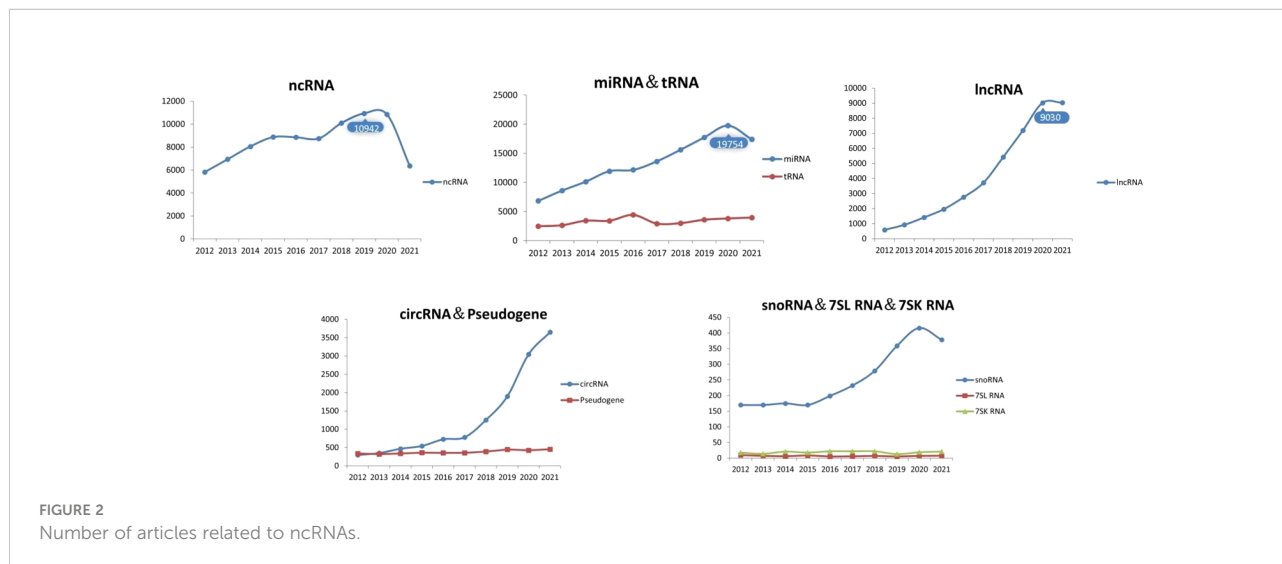 ncRNA
12000
10000
8000
6000
4000
2000
0
10942
ncRNA
2012 2013 2014 2015 2016 2017 2018 2019 2020 2021
miRNA & tRNA
25000
20000
15000
10000
5000
0
19754
miRNA
tRNA
2012 2013 2014 2015 2016 2017 2018 2019 2020 2021
lncRNA
10000
9000
8000
7000
6000
5000
4000
3000
2000
1000
0
9030
lncRNA
2012 2013 2014 2015 2016 2017 2018 2019 2020 2021
circRNA & Pseudogene
4000
3500
3000
2500
2000
1500
1000
500
0
circRNA
Pseudogene
2012 2013 2014 2015 2016 2017 2018 2019 2020 2021
snoRNA & 7SL RNA & 7SK RNA
450
400
350
300
250
200
150
100
50
0
snoRNA
7SL RNA
7SK RNA
2012 2013 2014 2015 2016 2017 2018 2019 2020 2021
FIGURE 2
Number of articles related to ncRNAs.